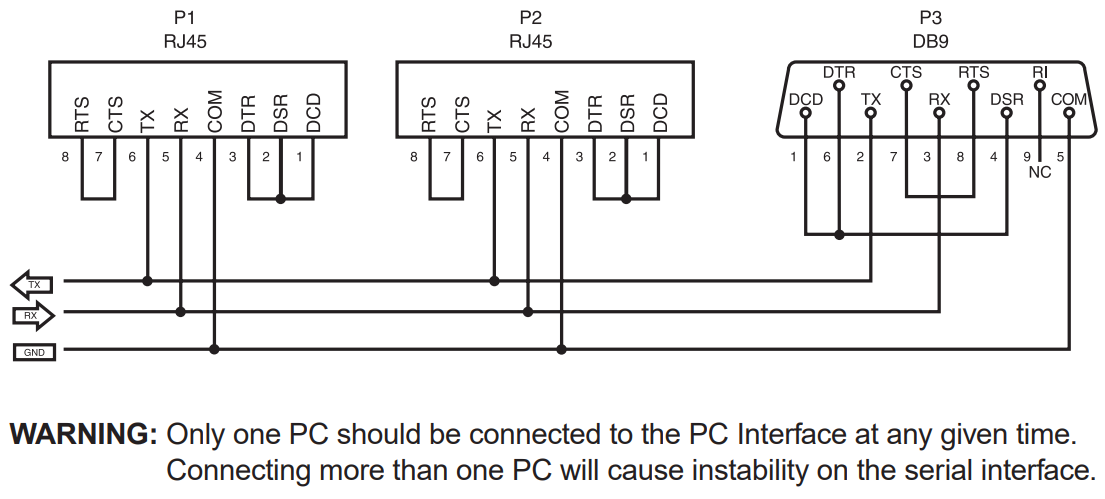 P1 P2 P3
RJ45 RJ45 DB9
RTS CTS TX RX COM DTR DSR DCD
8 7 6 5 4 3 2 1
RTS CTS TX RX COM DTR DSR DCD
8 7 6 5 4 3 2 1
DTR CTS RTS RI
DCD TX RX DSR COM
1 6 2 7 3 8 4 9 5
NC
TX
RX
GND
WARNING: Only one PC should be connected to the PC Interface at any given time.
Connecting more than one PC will cause instability on the serial interface.